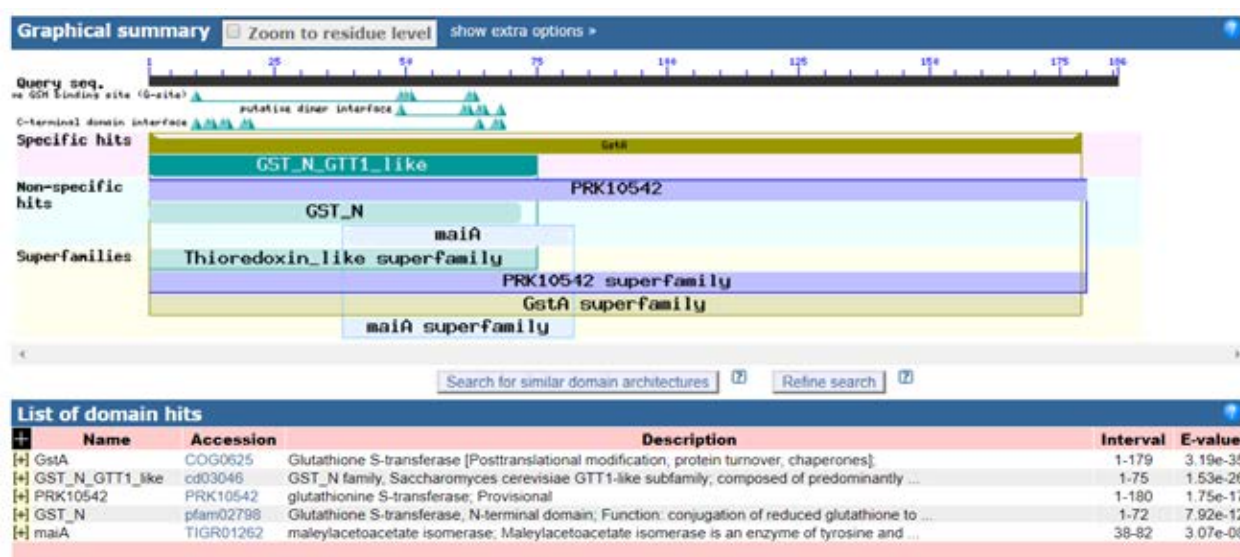 Graphical summary Zoom to residue level show extra options »
1 25 50 75 100 125 150 175 186
Query seq.
GSH binding site (G-site)
putative dimer interface
C-terminal domain interface
Specific hits
GstA
GST_N_GTT1_like
Non-specific hits
PRK10542
GST_N
maiA
Superfamilies
Thioredoxin_like superfamily
PRK10542 superfamily
GstA superfamily
maiA superfamily
Search for similar domain architectures ? Refine search ?
List of domain hits
+ Name Accession Description Interval E-value
[+] GstA COG0625 Glutathione S-transferase [Posttranslational modification, protein turnover, chaperones]; 1-179 3.19e-35
[+] GST_N_GTT1_like cd03046 GST_N family, Saccharomyces cerevisiae GTT1-like subfamily; composed of predominantly ... 1-75 1.53e-26
[+] PRK10542 PRK10542 glutathionine S-transferase; Provisional 1-180 1.75e-17
[+] GST_N pfam02798 Glutathione S-transferase, N-terminal domain; Function: conjugation of reduced glutathione to ... 1-72 7.92e-12
[+] maiA TIGR01262 maleylacetoacetate isomerase; Maleylacetoacetate isomerase is an enzyme of tyrosine and ... 38-82 3.07e-08